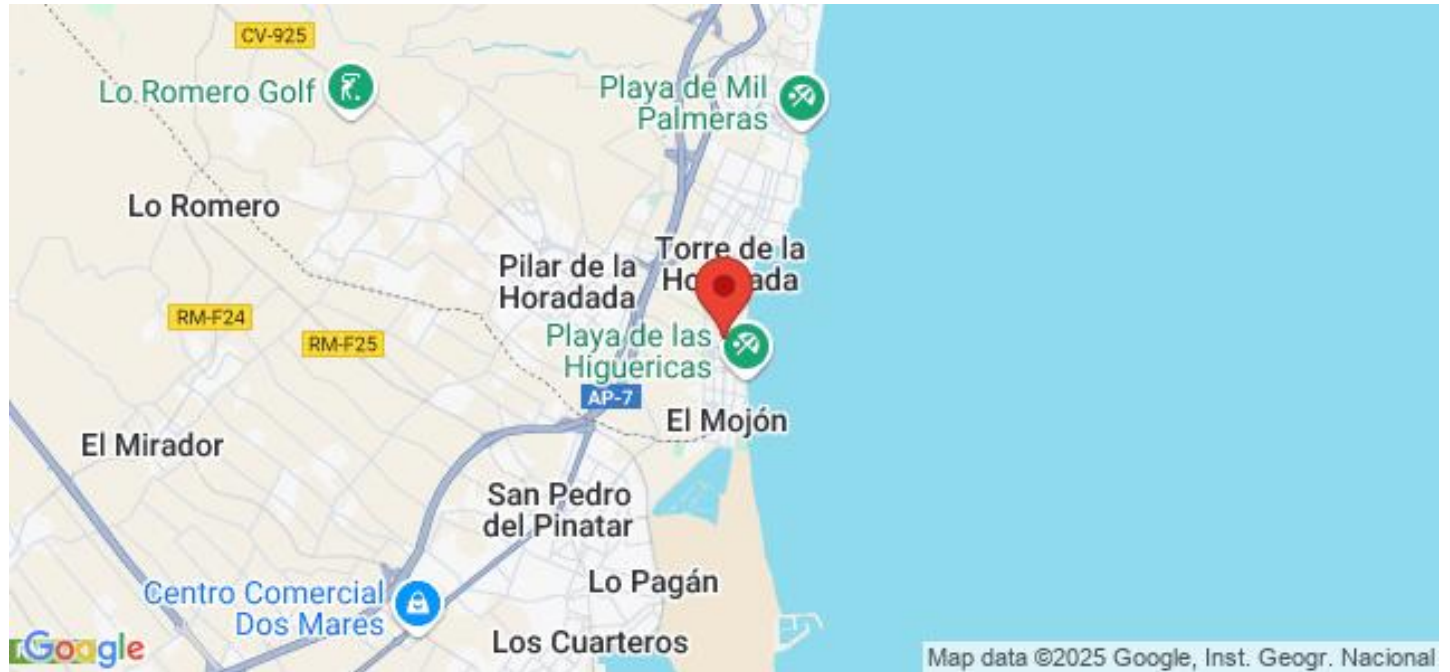 CV-925
Lo Romero Golf
Playa de Mil
Palmeras
Lo Romero
Torre de la
Pilar de la
Horadada
RM-F24
RM-F25
Playa de las
Higuericas
AP-7
El Mojón
El Mirador
San Pedro
del Pinatar
Lo Pagán
Centro Comercial
Dos Mares
Los Cuarteros
Google
Map data ©2025 Google, Inst. Geogr. Nacional